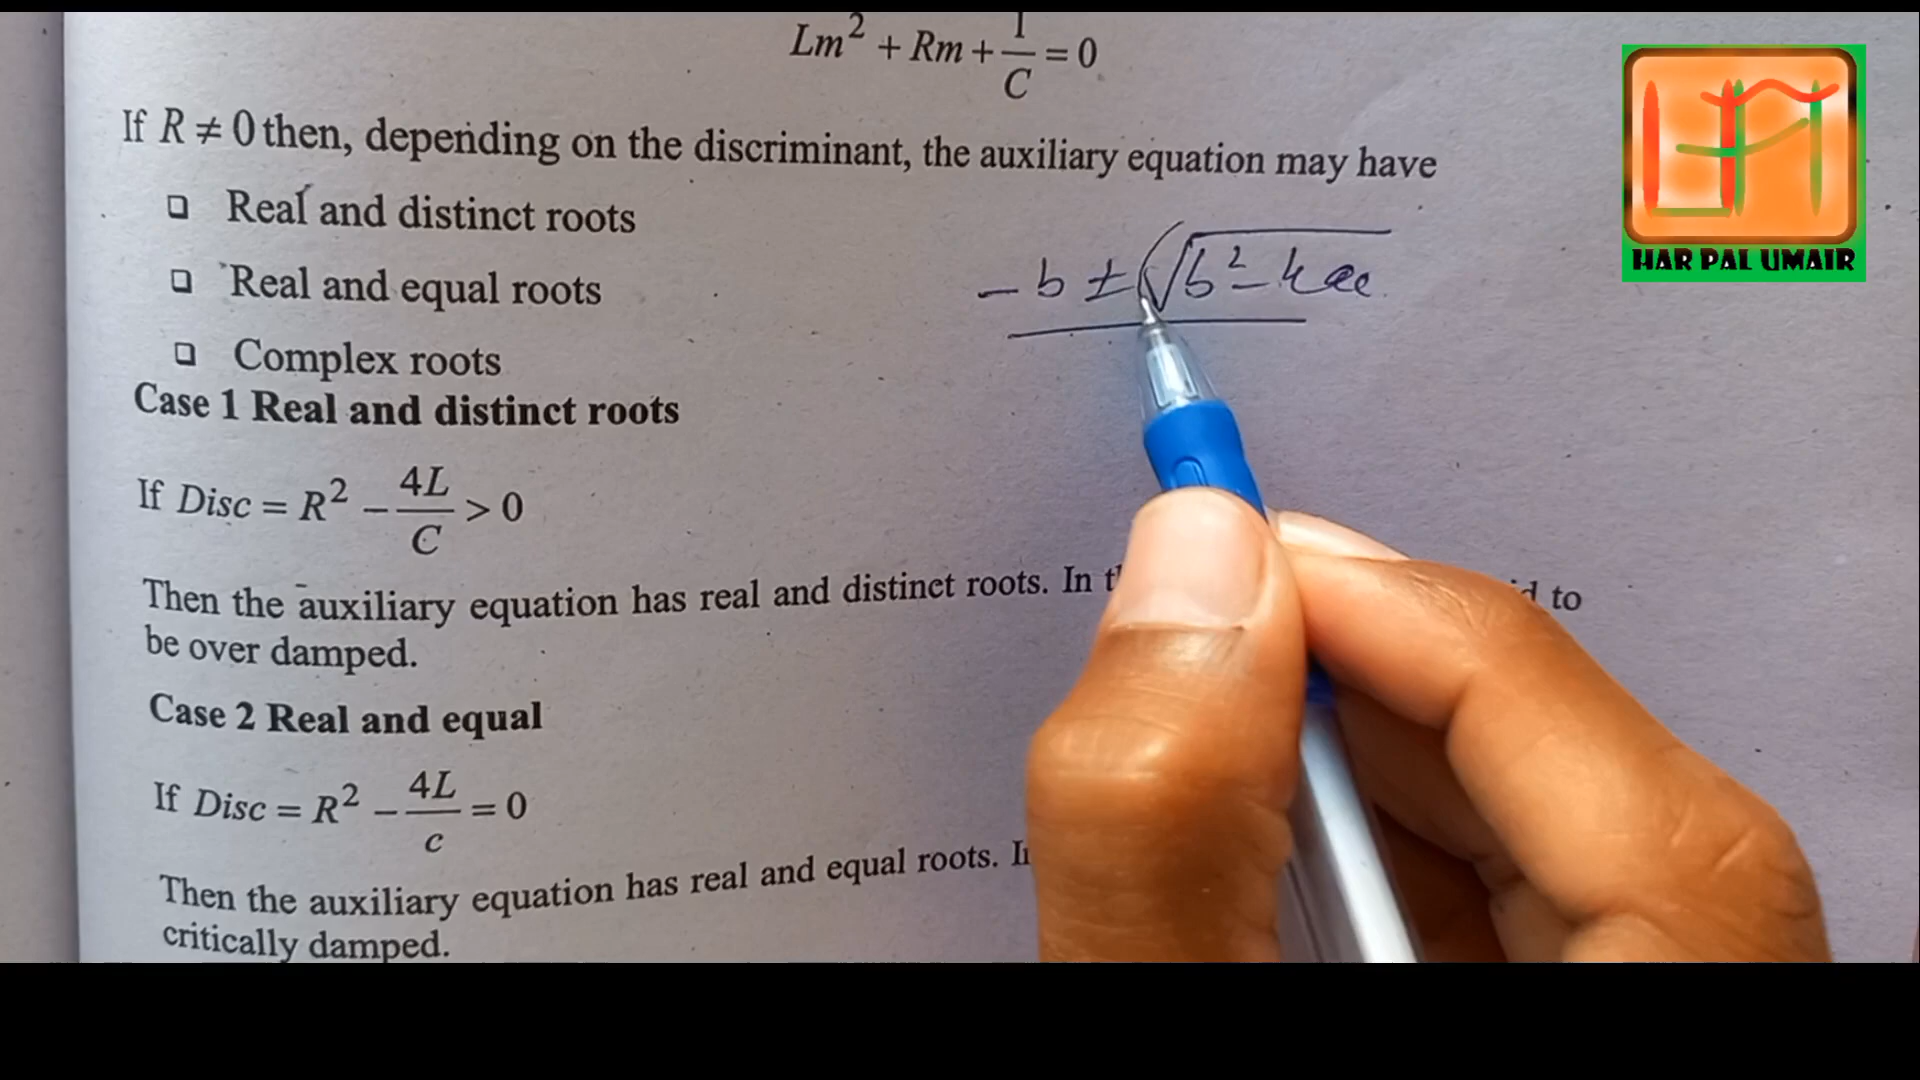 Lm² + Rm + 1/C = 0
If R ≠ 0 then, depending on the discriminant, the auxiliary equation may have
❑ Real and distinct roots
❑ Real and equal roots
❑ Complex roots
- b ± √b² - 4ac
Case 1 Real and distinct roots
If Disc = R² - 4L/C > 0
Then the auxiliary equation has real and distinct roots. In to
be over damped.
Case 2 Real and equal
If Disc = R² - 4L/c = 0
Then the auxiliary equation has real and equal roots.
critically damped.
HAR PAL UMAIR